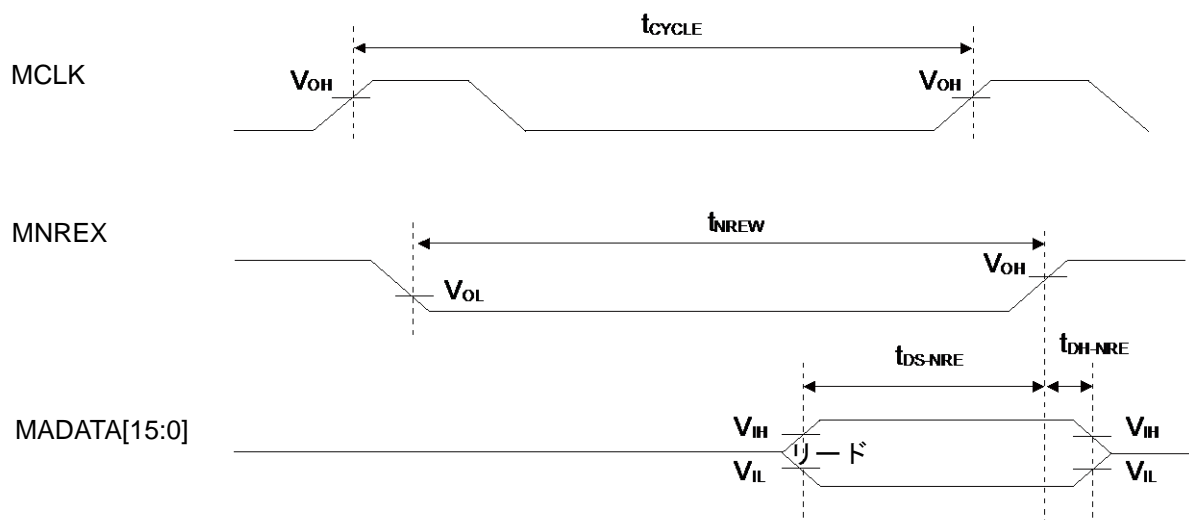 tCYCLE
MCLK
VOH
VOH
tNREW
MNREX
VOH
VOL
tDS-NRE
tDH-NRE
MADATA[15:0]
VIH
VIH
リード
VIL
VIL